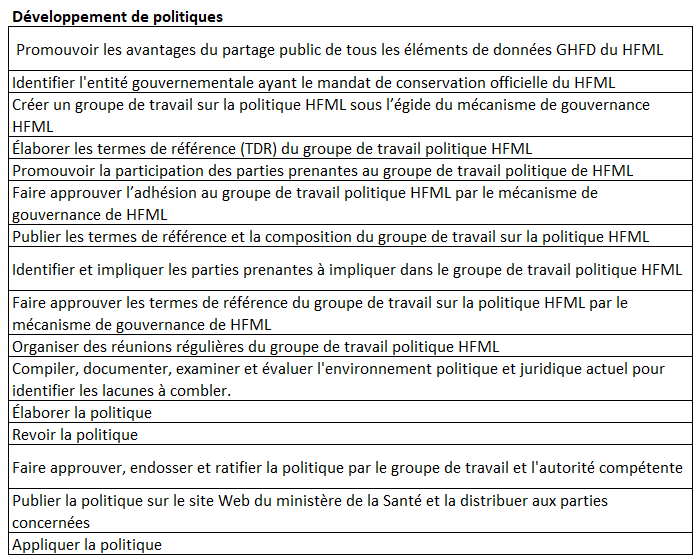 Développement de politiques
Promouvoir les avantages du partage public de tous les éléments de données GHFD du HFML
Identifier l'entité gouvernementale ayant le mandat de conservation officielle du HFML
Créer un groupe de travail sur la politique HFML sous l’égide du mécanisme de gouvernance
HFML
Élaborer les termes de référence (TDR) du groupe de travail politique HFML
Promouvoir la participation des parties prenantes au groupe de travail politique de HFML
Faire approuver l’adhésion au groupe de travail politique HFML par le mécanisme de
gouvernance de HFML
Publier les termes de référence et la composition du groupe de travail sur la politique HFML
Identifier et impliquer les parties prenantes à impliquer dans le groupe de travail politique HFML
Faire approuver les termes de référence du groupe de travail sur la politique HFML par le
mécanisme de gouvernance de HFML
Organiser des réunions régulières du groupe de travail politique HFML
Compiler, documenter, examiner et évaluer l'environnement politique et juridique actuel pour
identifier les lacunes à combler.
Élaborer la politique
Revoir la politique
Faire approuver, endosser et ratifier la politique par le groupe de travail et l'autorité compétente
Publier la politique sur le site Web du ministère de la Santé et la distribuer aux parties
concernées
Appliquer la politique